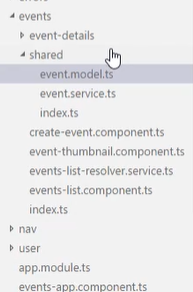 events
event-details
shared
event.model.ts
event.service.ts
index.ts
create-event.component.ts
event-thumbnail.component.ts
events-list-resolver.service.ts
events-list.component.ts
index.ts
nav
user
app.module.ts
events-app.component.ts